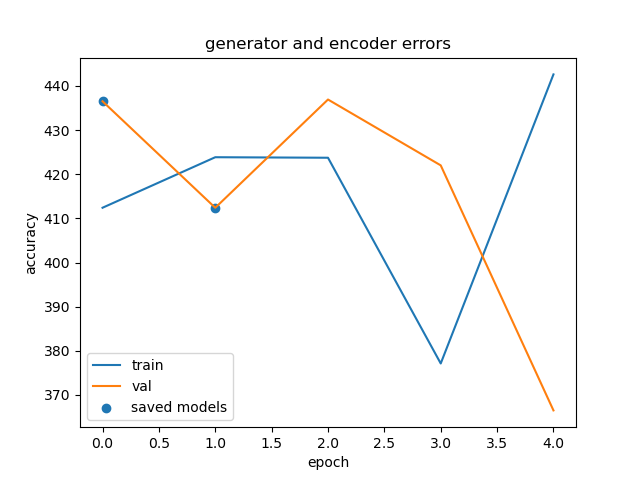 generator and encoder errors
440
430
420
410
400
390
380
370
accuracy
train
val
saved models
0.0 0.5 1.0 1.5 2.0 2.5 3.0 3.5 4.0
epoch